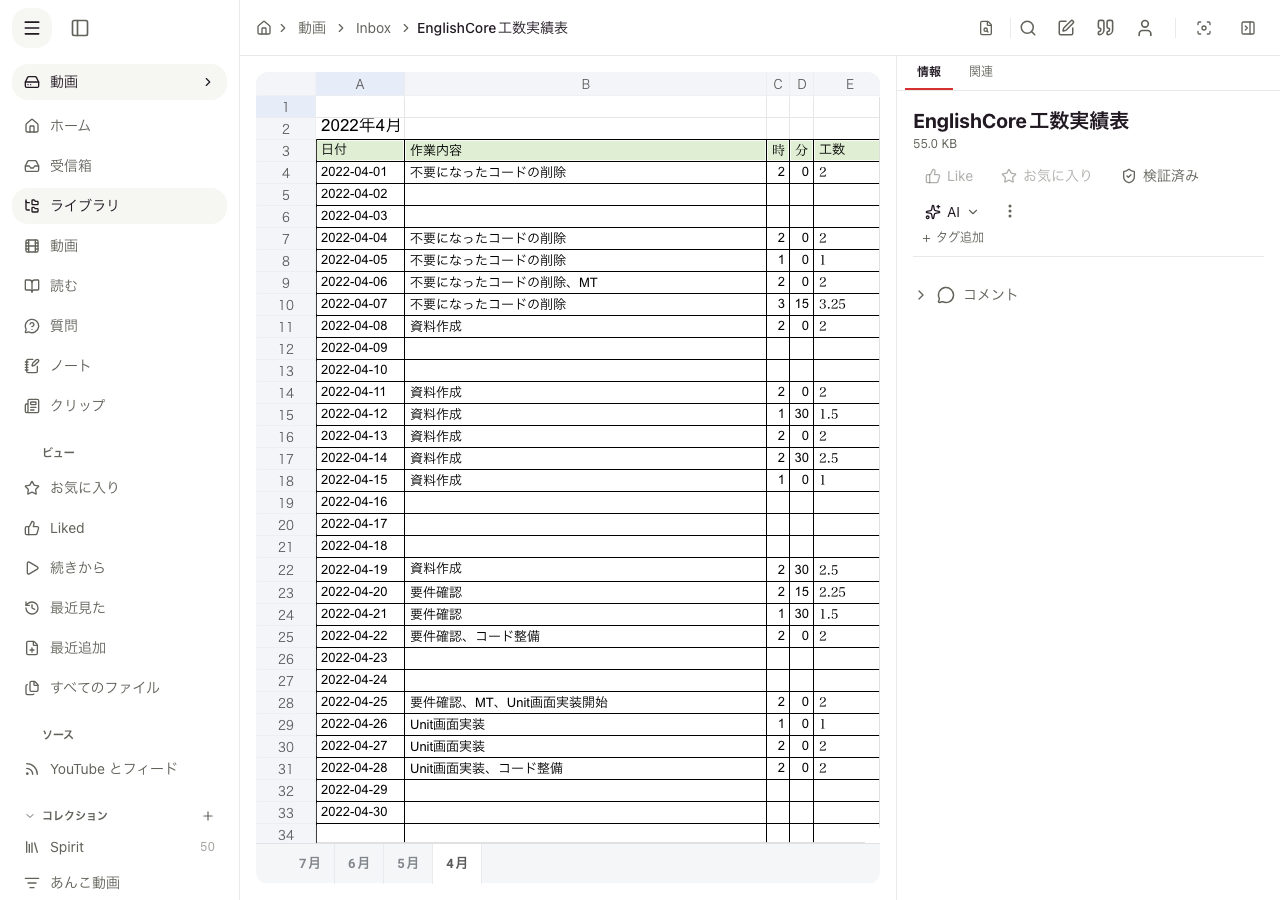 動画 Inbox EnglishCore工数実績表
動画
ホーム
受信箱
ライブラリ
動画
読む
質問
ノート
クリップ
ビュー
お気に入り
Liked
続きから
最近見た
最近追加
すべてのファイル
ソース
YouTube とフィード
コレクション
Spirit 50
あんこ動画
A B C D E
1
2 2022年4月
3 日付 作業内容 時 分 工数
4 2022-04-01 不要になったコードの削除 2 0 2
5 2022-04-02
6 2022-04-03
7 2022-04-04 不要になったコードの削除 2 0 2
8 2022-04-05 不要になったコードの削除 1 0 1
9 2022-04-06 不要になったコードの削除、MT 2 0 2
10 2022-04-07 不要になったコードの削除 3 15 3.25
11 2022-04-08 資料作成 2 0 2
12 2022-04-09
13 2022-04-10
14 2022-04-11 資料作成 2 0 2
15 2022-04-12 資料作成 1 30 1.5
16 2022-04-13 資料作成 2 0 2
17 2022-04-14 資料作成 2 30 2.5
18 2022-04-15 資料作成 1 0 1
19 2022-04-16
20 2022-04-17
21 2022-04-18
22 2022-04-19 資料作成 2 30 2.5
23 2022-04-20 要件確認 2 15 2.25
24 2022-04-21 要件確認 1 30 1.5
25 2022-04-22 要件確認、コード整備 2 0 2
26 2022-04-23
27 2022-04-24
28 2022-04-25 要件確認、MT、Unit画面実装開始 2 0 2
29 2022-04-26 Unit画面実装 1 0 1
30 2022-04-27 Unit画面実装 2 0 2
31 2022-04-28 Unit画面実装、コード整備 2 0 2
32 2022-04-29
33 2022-04-30
34
7月 6月 5月 4月
情報 関連
EnglishCore工数実績表
55.0 KB
Like お気に入り 検証済み
AI
+ タグ追加
コメント